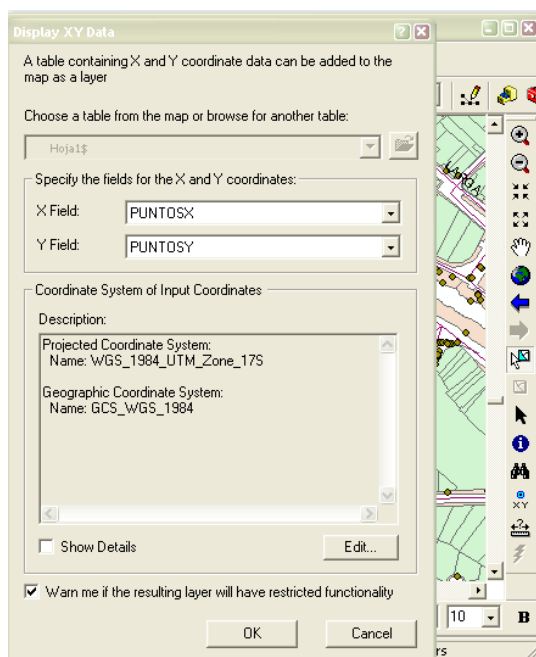 Display XY Data
A table containing X and Y coordinate data can be added to the
map as a layer
Choose a table from the map or browse for another table:
Hoja1$
Specify the fields for the X and Y coordinates:
X Field:
PUNTOSX
Y Field:
PUNTOSY
Coordinate System of Input Coordinates
Description:
Projected Coordinate System:
Name: WGS_1984_UTM_Zone_17S
Geographic Coordinate System:
Name: GCS_WGS_1984
Show Details
Edit...
Warn me if the resulting layer will have restricted functionality
OK
Cancel
LARGA
XY
10
B
rs